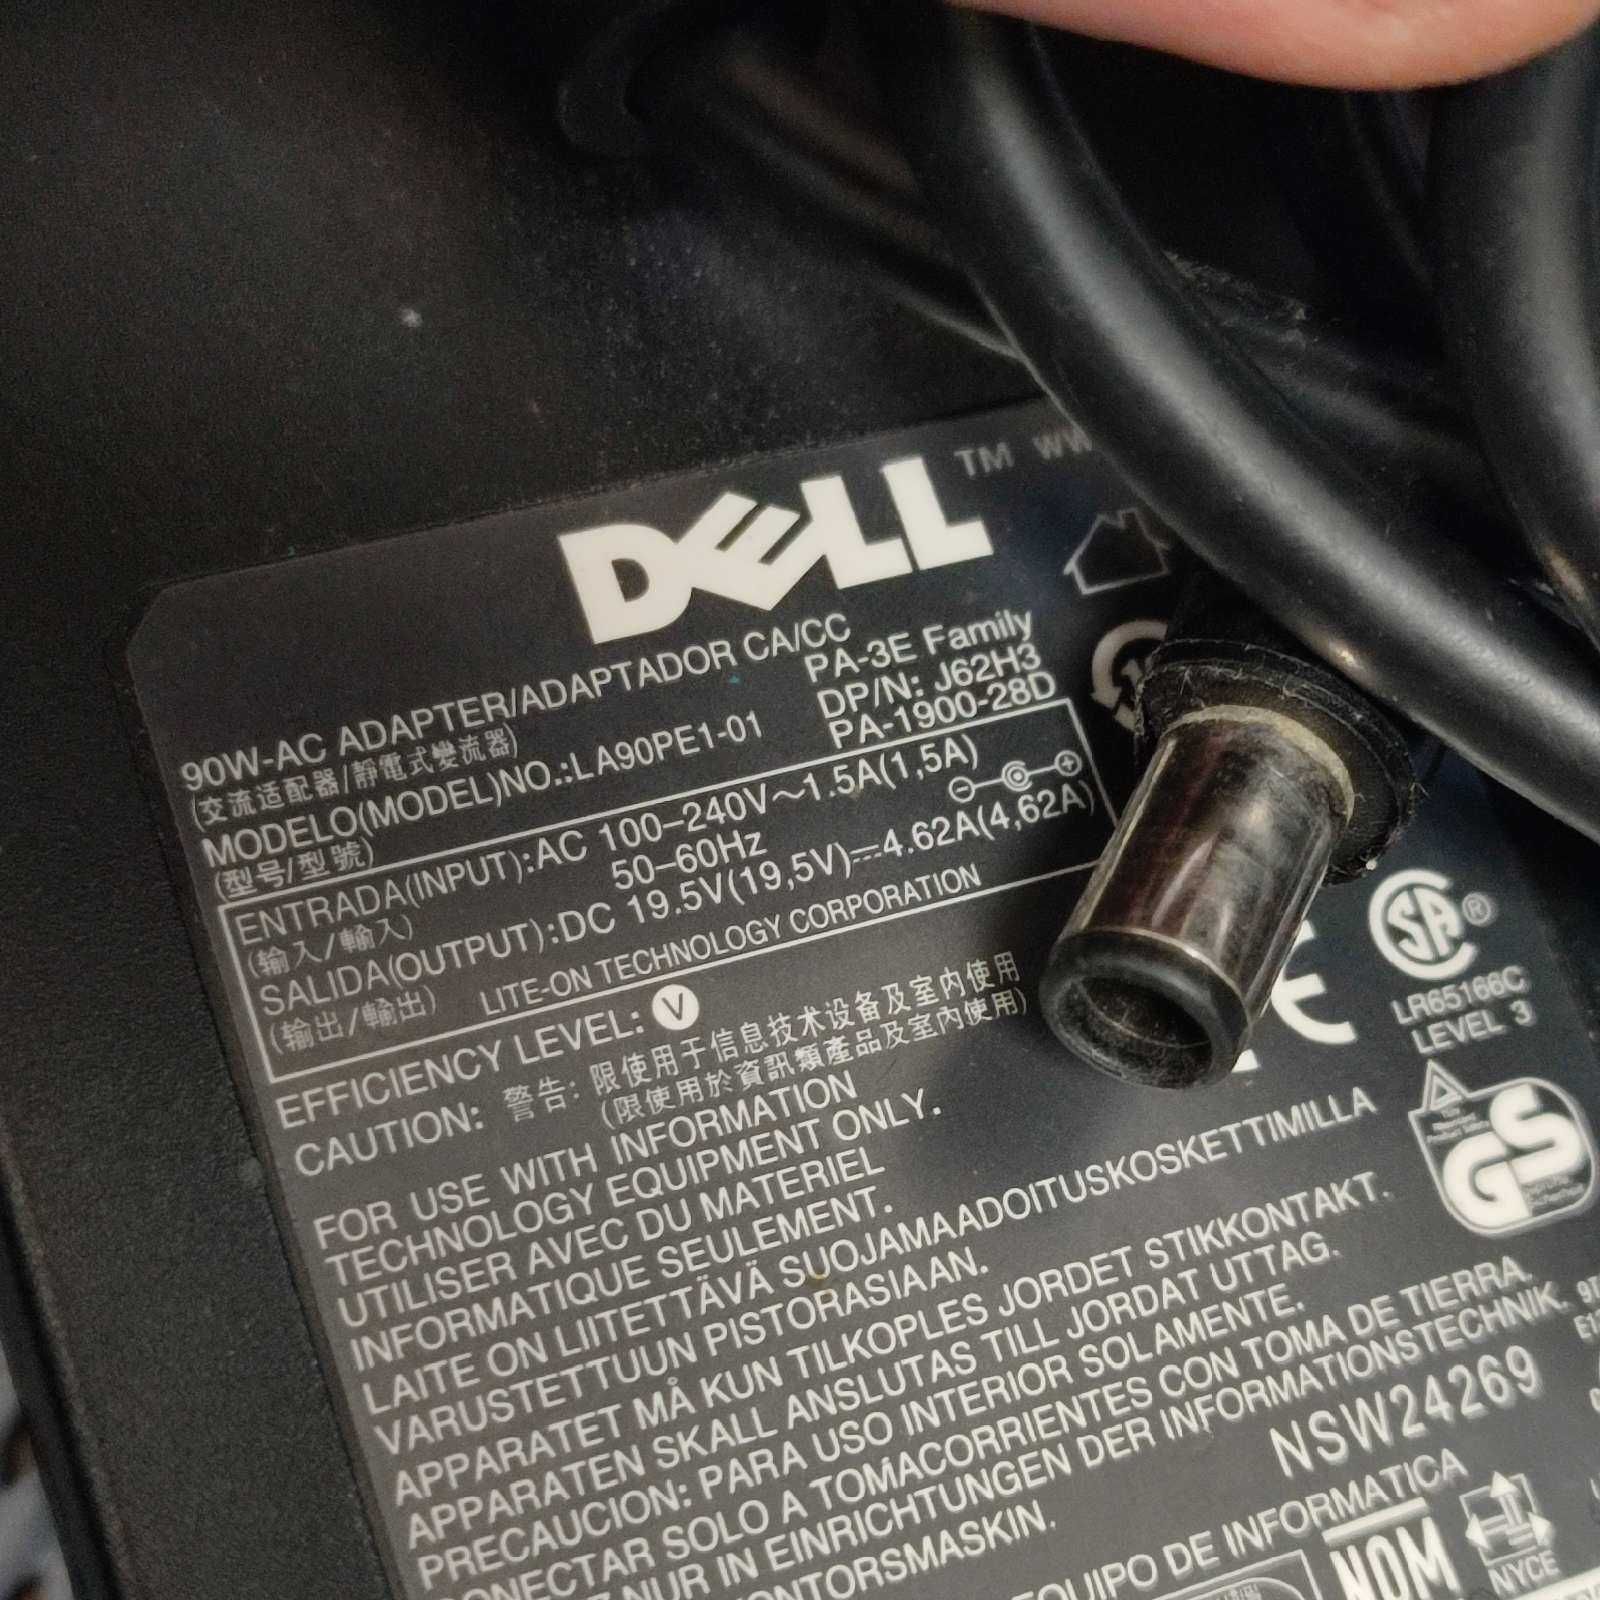 DELL™
90W-AC ADAPTER/ADAPTADOR CA/CC
(交流适配器/靜電式變流器)
PA-3E Family
MODELO(MODEL)NO.:LA90PE1-01
DP/N: J62H3
(型号/型號)
PA-1900-28D
ENTRADA(INPUT):AC 100–240V～1.5A(1,5A)
(输入/輸入)
50–60Hz
SALIDA(OUTPUT):DC 19.5V(19,5V)⎓4.62A(4,62A)
(输出/輸出)
LITE-ON TECHNOLOGY CORPORATION
EFFICIENCY LEVEL: V
CAUTION: 警告: 限使用于信息技术设备及室内使用
(限使用於資訊類產品及室內使用)
FOR USE WITH INFORMATION
TECHNOLOGY EQUIPMENT ONLY.
UTILISER AVEC DU MATERIEL
INFORMATIQUE SEULEMENT.
LAITE ON LIITETTÄVÄ SUOJAMAADOITUSKOSKETTIMILLA
VARUSTETTUUN PISTORASIAAN.
APPARATET MÅ KUN TILKOPLES JORDET STIKKONTAKT.
APPARATEN SKALL ANSLUTAS TILL JORDAT UTTAG.
PRECAUCION: PARA USO INTERIOR SOLAMENTE.
CONECTAR SOLO A TOMACORRIENTES CON TOMA DE TIERRA.
NUR IN EINRICHTUNGEN DER INFORMATIONSTECHNIK.
NSW24269
EQUIPO DE INFORMATICA
SA®
LR65166C
LEVEL 3
GS
NOM
NYCE